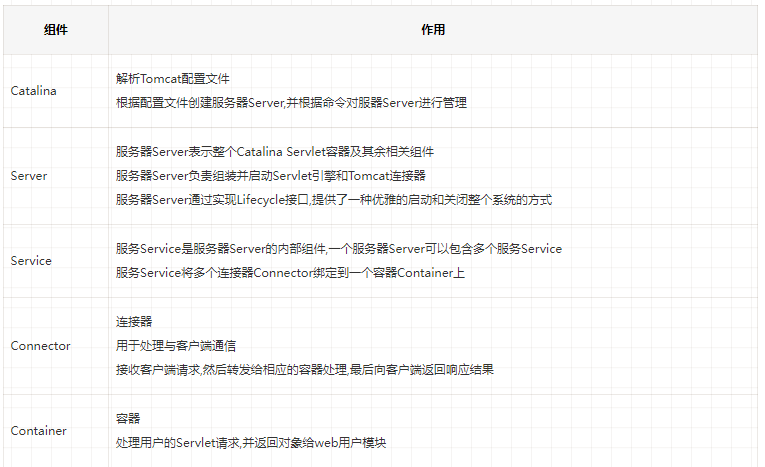 组件 作用
Catalina
解析Tomcat配置文件
根据配置文件创建服务器Server,并根据命令对服器Server进行管理
Server
服务器Server表示整个Catalina Servlet容器及其余相关组件
服务器Server负责组装并启动Servlet引擎和Tomcat连接器
服务器Server通过实现Lifecycle接口,提供了一种优雅的启动和关闭整个系统的方式
Service
服务Service是服务器Server的内部组件,一个服务器Server可以包含多个服务Service
服务Service将多个连接器Connector绑定到一个容器Container上
Connector
连接器
用于处理与客户端通信
接收客户端请求,然后转发给相应的容器处理,最后向客户端返回响应结果
Container
容器
处理用户的Servlet请求,并返回对象给web用户模块